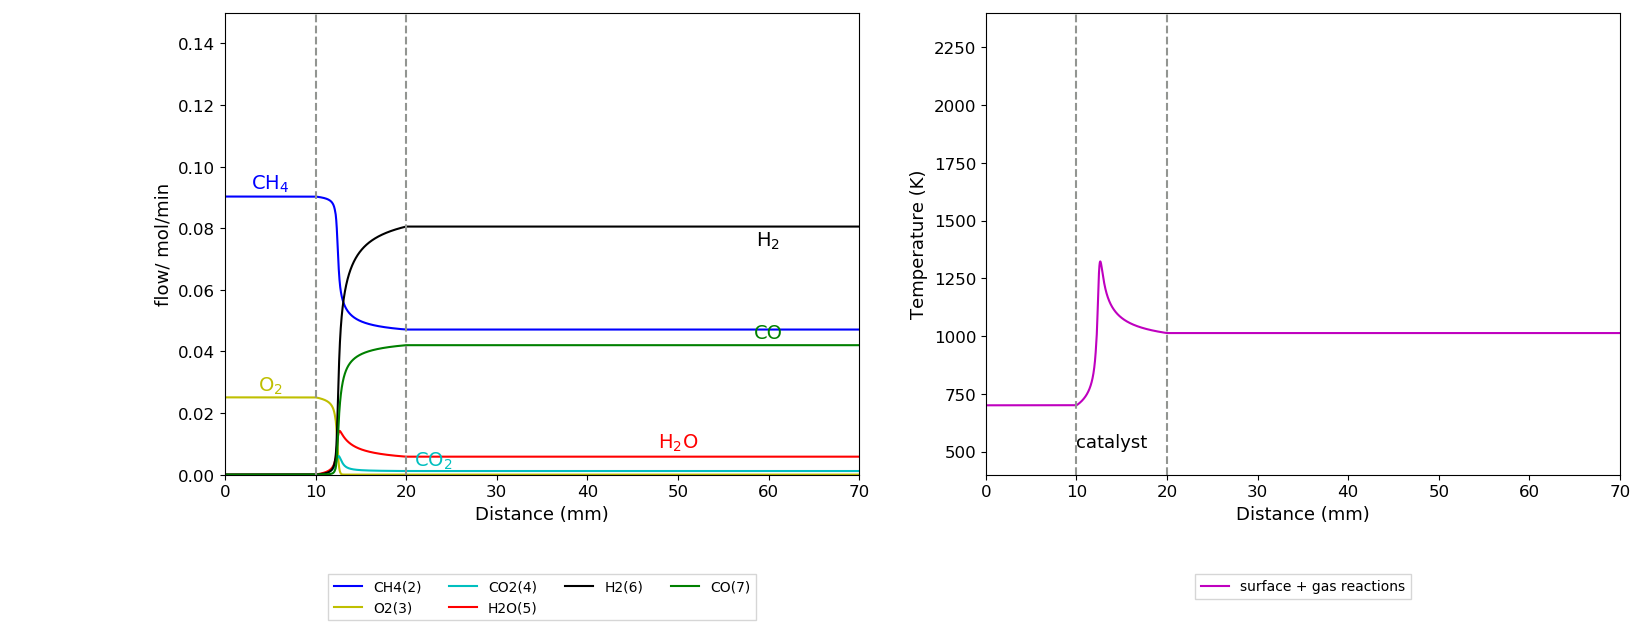 flow/ mol/min
0.14
0.12
0.10
0.08
0.06
0.04
0.02
0.00
CH₄
O₂
H₂
CO
H₂O
CO₂
0 10 20 30 40 50 60 70
Distance (mm)
CH4(2) CO2(4) H2(6) CO(7)
O2(3) H2O(5)
Temperature (K)
2250
2000
1750
1500
1250
1000
750
500
catalyst
0 10 20 30 40 50 60 70
Distance (mm)
surface + gas reactions